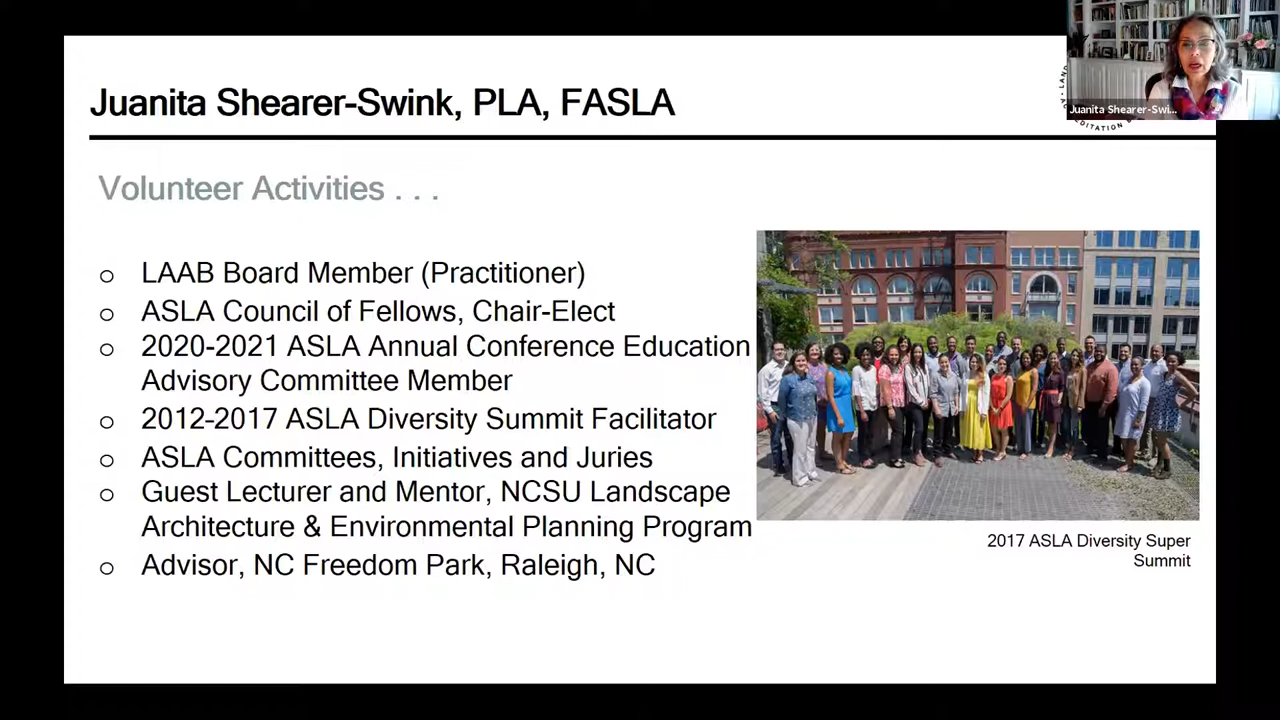 Juanita Shearer-Swink, PLA, FASLA
Juanita Shearer-Swi...
Volunteer Activities . . .
o LAAB Board Member (Practitioner)
o ASLA Council of Fellows, Chair-Elect
o 2020-2021 ASLA Annual Conference Education
Advisory Committee Member
o 2012-2017 ASLA Diversity Summit Facilitator
o ASLA Committees, Initiatives and Juries
o Guest Lecturer and Mentor, NCSU Landscape
Architecture & Environmental Planning Program
o Advisor, NC Freedom Park, Raleigh, NC
2017 ASLA Diversity Super
Summit